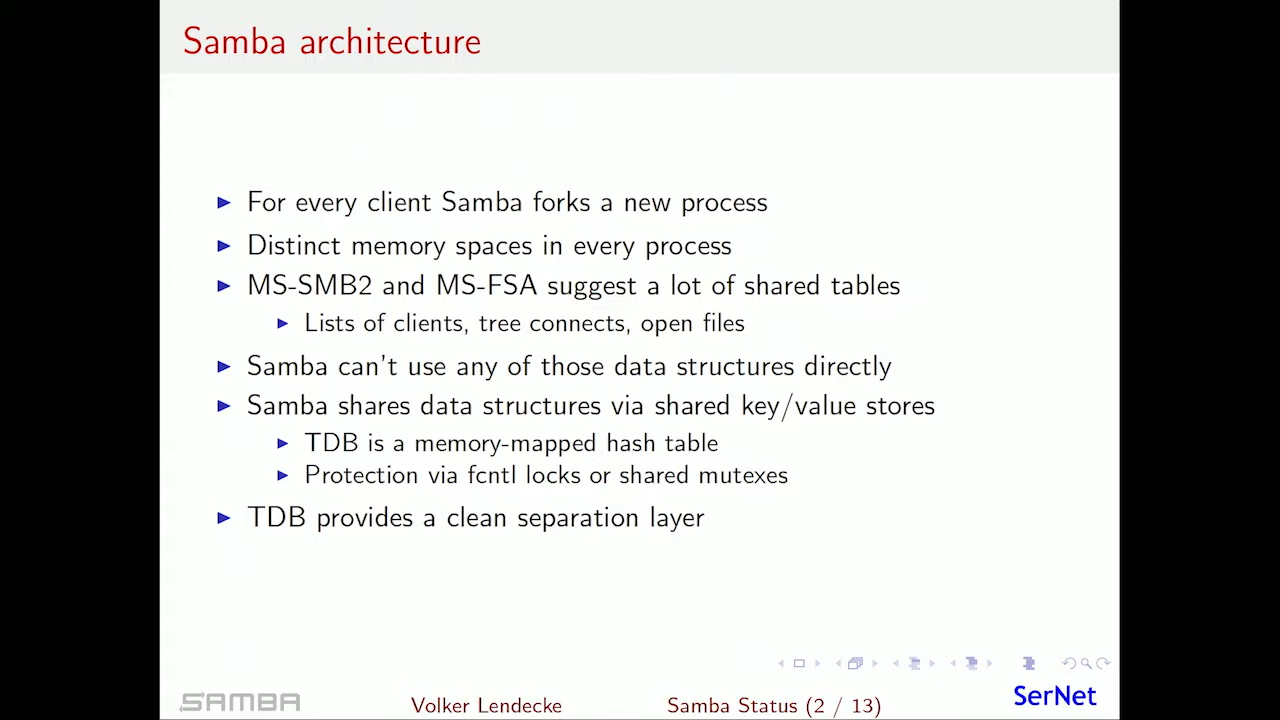 Samba architecture
For every client Samba forks a new process
Distinct memory spaces in every process
MS-SMB2 and MS-FSA suggest a lot of shared tables
Lists of clients, tree connects, open files
Samba can't use any of those data structures directly
Samba shares data structures via shared key/value stores
TDB is a memory-mapped hash table
Protection via fcntl locks or shared mutexes
TDB provides a clean separation layer
SAMBA Volker Lendecke Samba Status (2 / 13) SerNet